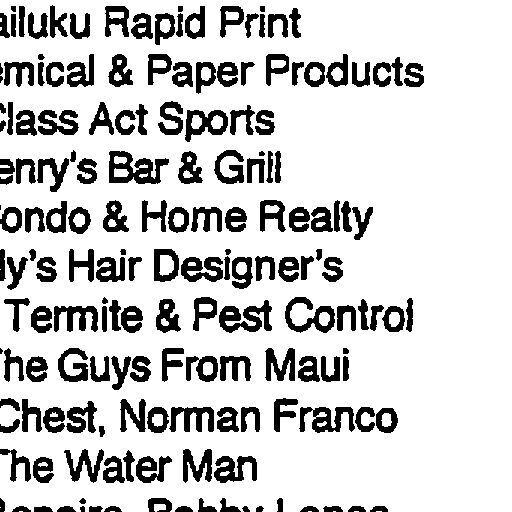 ailuku Rapid Print
emical & Paper Products
Class Act Sports
enry's Bar & Grill
Condo & Home Realty
ly's Hair Designer's
Termite & Pest Control
The Guys From Maui
Chest, Norman Franco
The Water Man